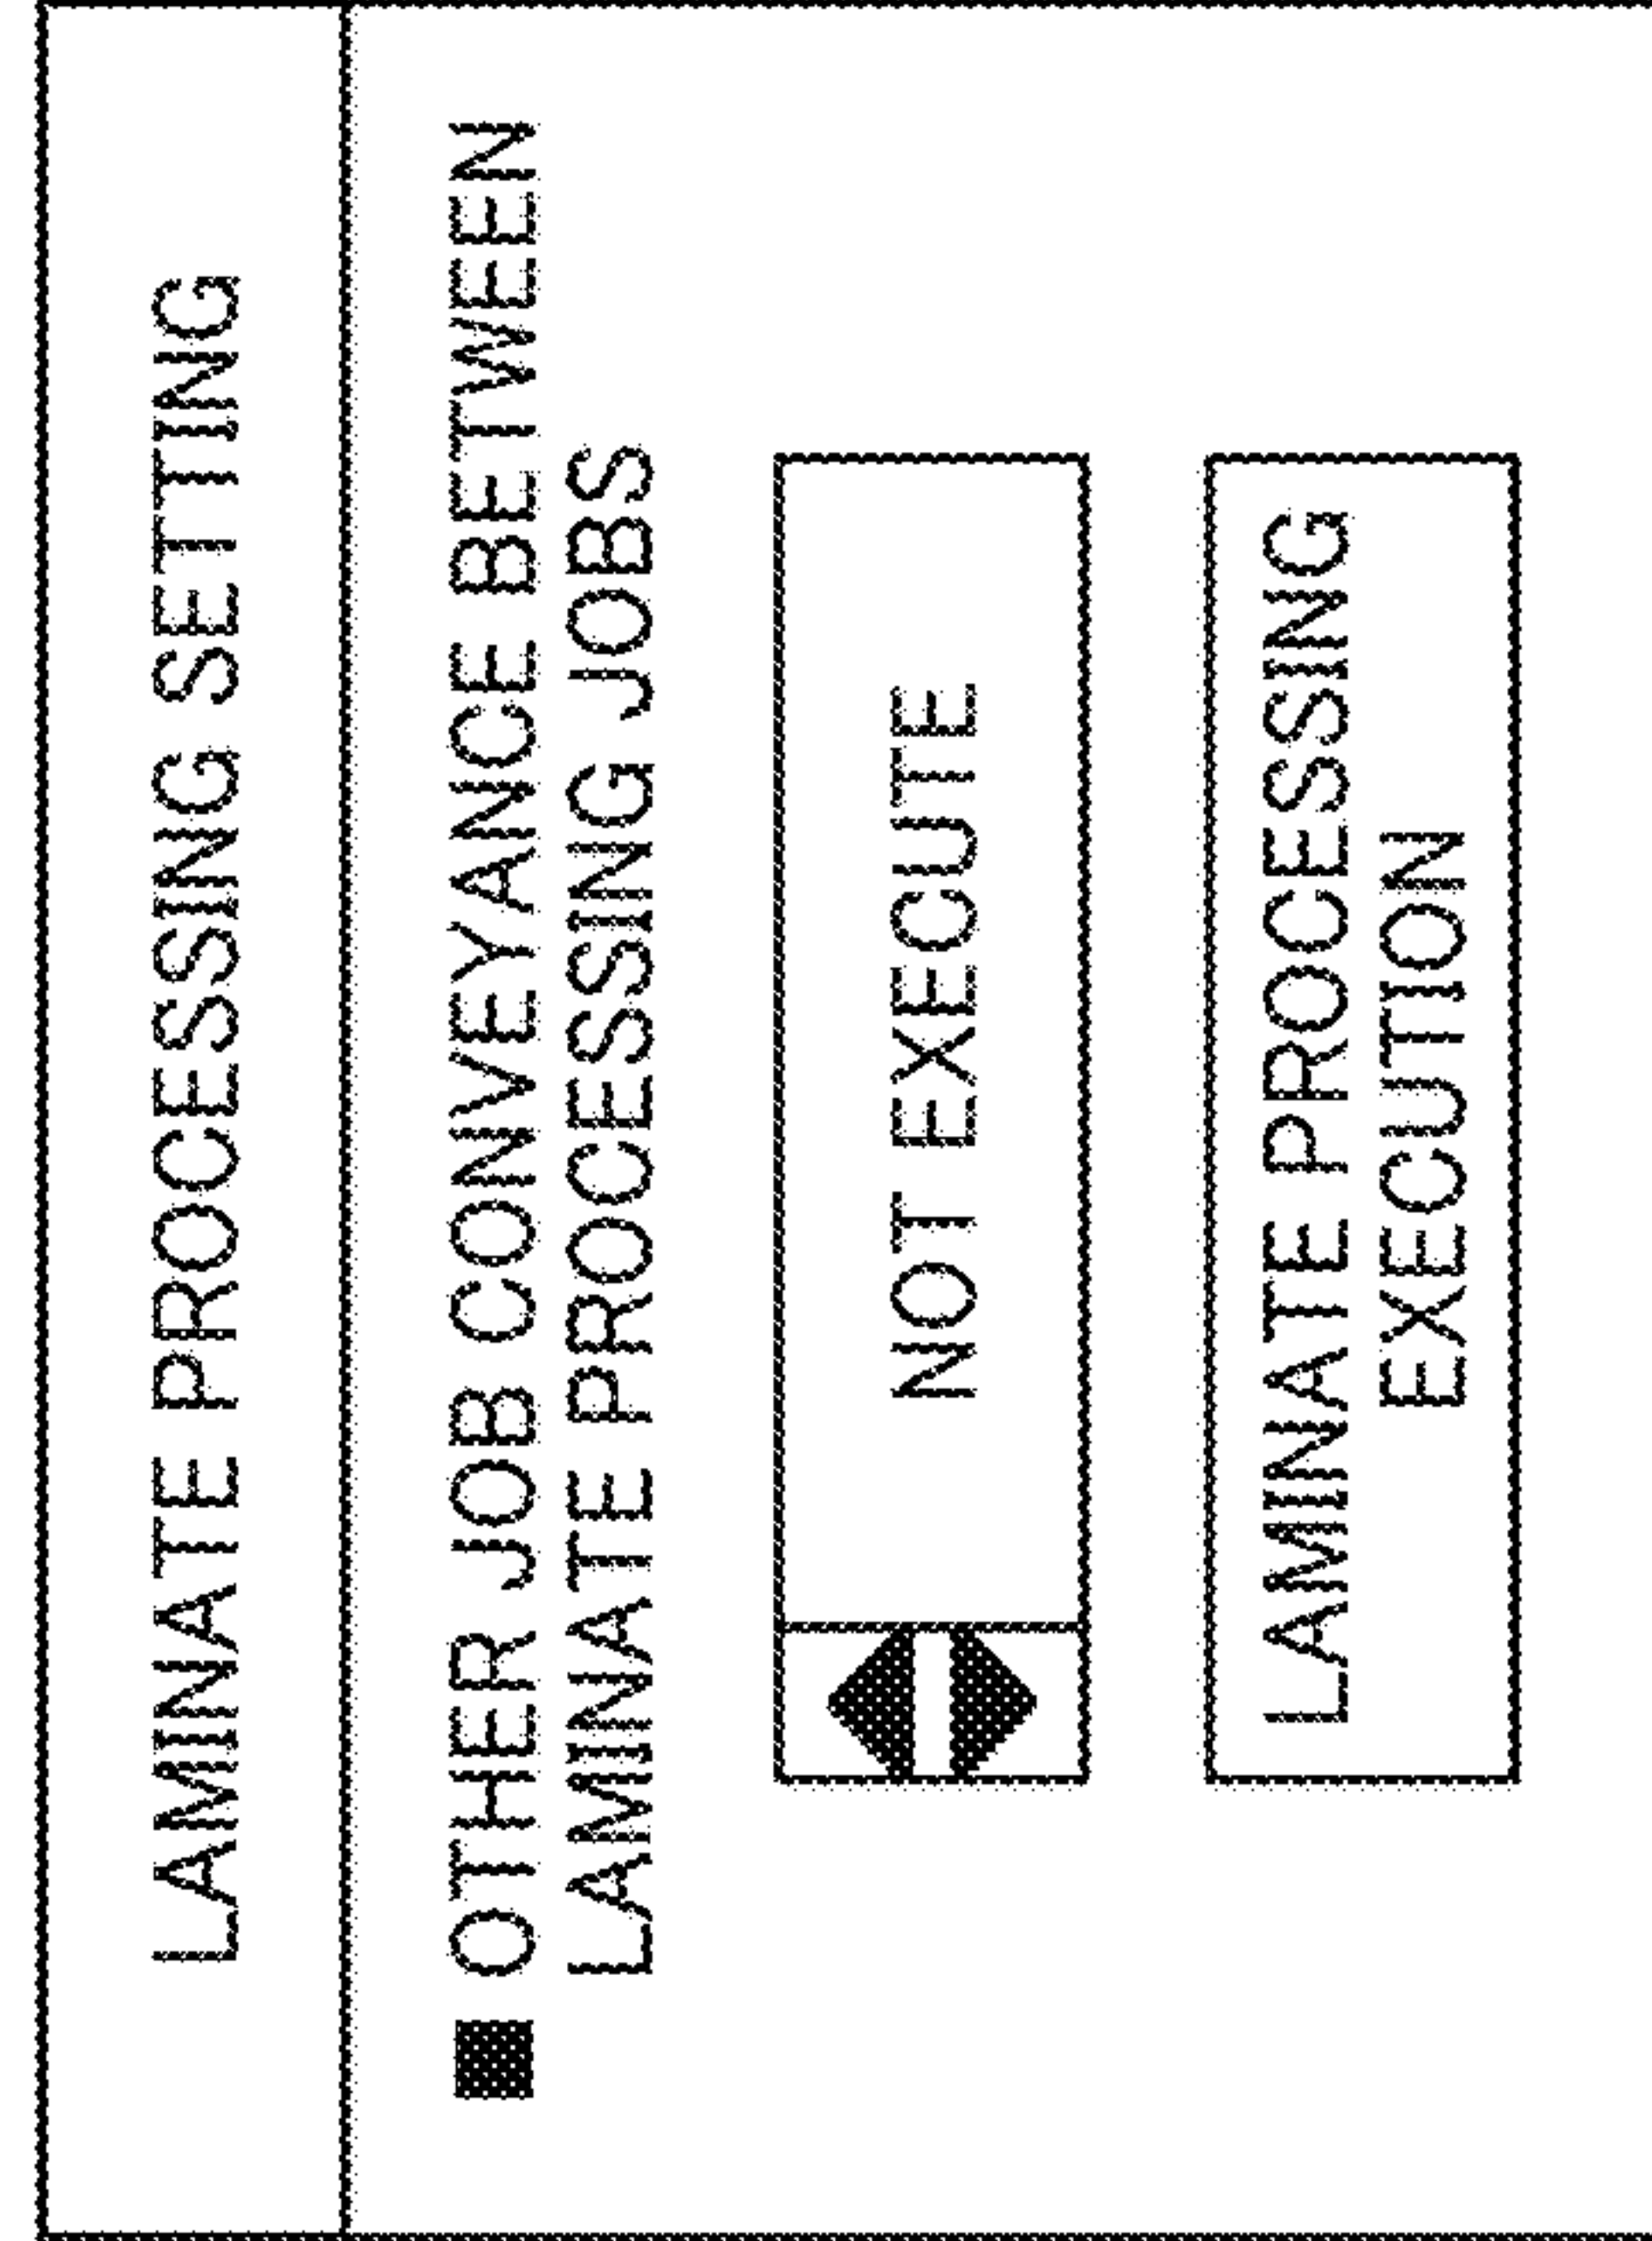 LAMINATE PROCESSING SETTING
■ OTHER JOB CONVEYANCE BETWEEN
LAMINATE PROCESSING JOBS
NOT EXECUTE
LAMINATE PROCESSING
EXECUTION